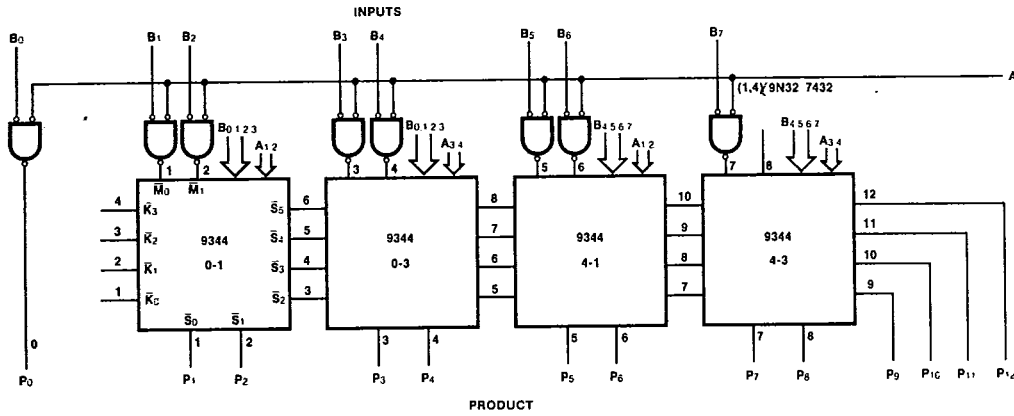 INPUTS
B0 B1 B2 B3 B4 B5 B6 B7
A
(1,4) 9N32 7432
B0 1 2 3 A1 2 B0 1 2 3 A3 4 B4 5 6 7 A1 2 B4 5 6 7 A3 4
1 2 3 4 5 6 7 8
M̅0 M̅1
4 K̅3 S̅5 6 8 10 12
3 K̅2 9344 S̅4 5 9344 7 9344 9 9344 11
2 K̅1 0-1 S̅3 4 0-3 6 4-1 8 4-3 10
1 K̅0 S̅2 3 5 7 9
S̅0 S̅1
0 1 2 3 4 5 6 7 8
P0 P1 P2 P3 P4 P5 P6 P7 P8 P9 P10 P11 P12
PRODUCT